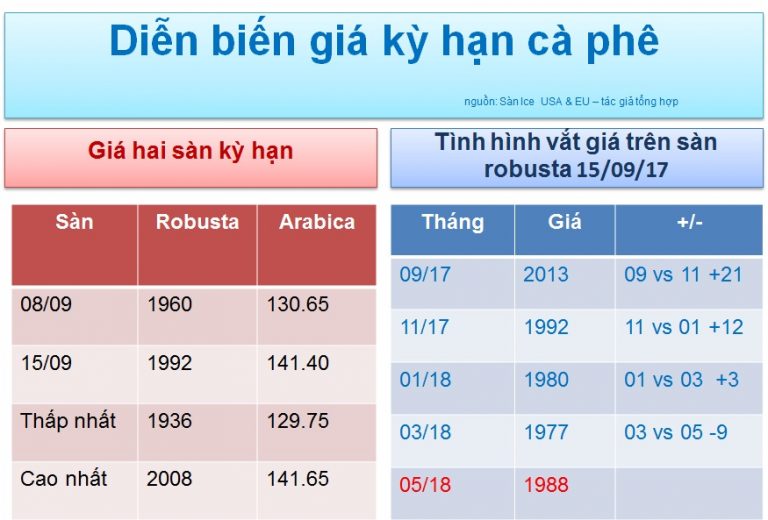 Diễn biến giá kỳ hạn cà phê
nguồn: Sàn Ice USA & EU – tác giả tổng hợp
Giá hai sàn kỳ hạn
Tình hình vắt giá trên sàn
robusta 15/09/17
Sàn Robusta Arabica
08/09 1960 130.65
15/09 1992 141.40
Thấp nhất 1936 129.75
Cao nhất 2008 141.65
Tháng Giá +/-
09/17 2013 09 vs 11 +21
11/17 1992 11 vs 01 +12
01/18 1980 01 vs 03 +3
03/18 1977 03 vs 05 -9
05/18 1988